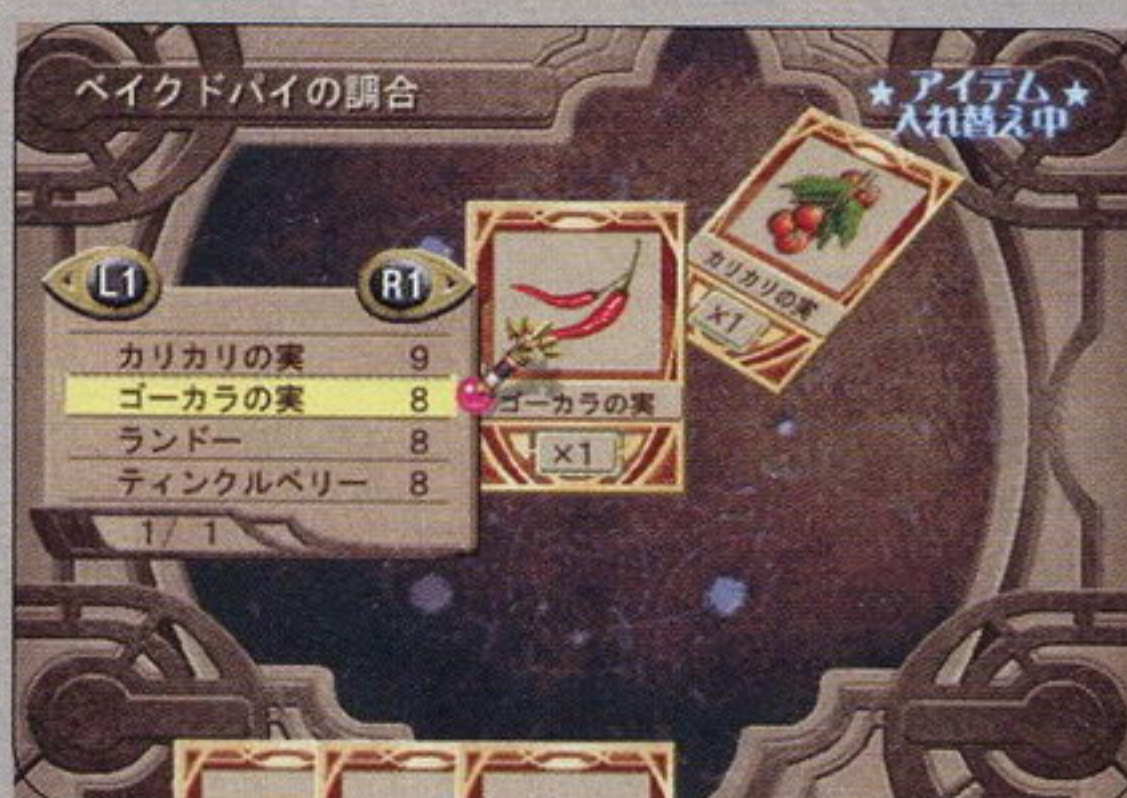 ベイクドパイの調合
★アイテム★
入れ替え中
L1
R1
カリカリの実 9
ゴーカラの実 8
ランドー 8
ティンクルベリー 8
1/ 1
ゴーカラの実
×1
カリカリの実
×1